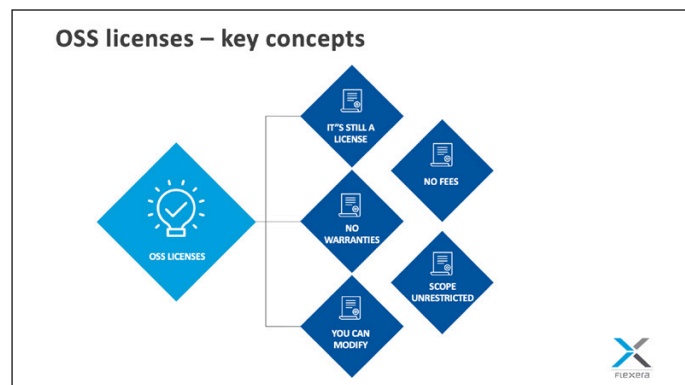 OSS licenses – key concepts
IT"S STILL A
LICENSE
NO FEES
OSS LICENSES
NO
WARRANTIES
SCOPE
UNRESTRICTED
YOU CAN
MODIFY
FLEXERA